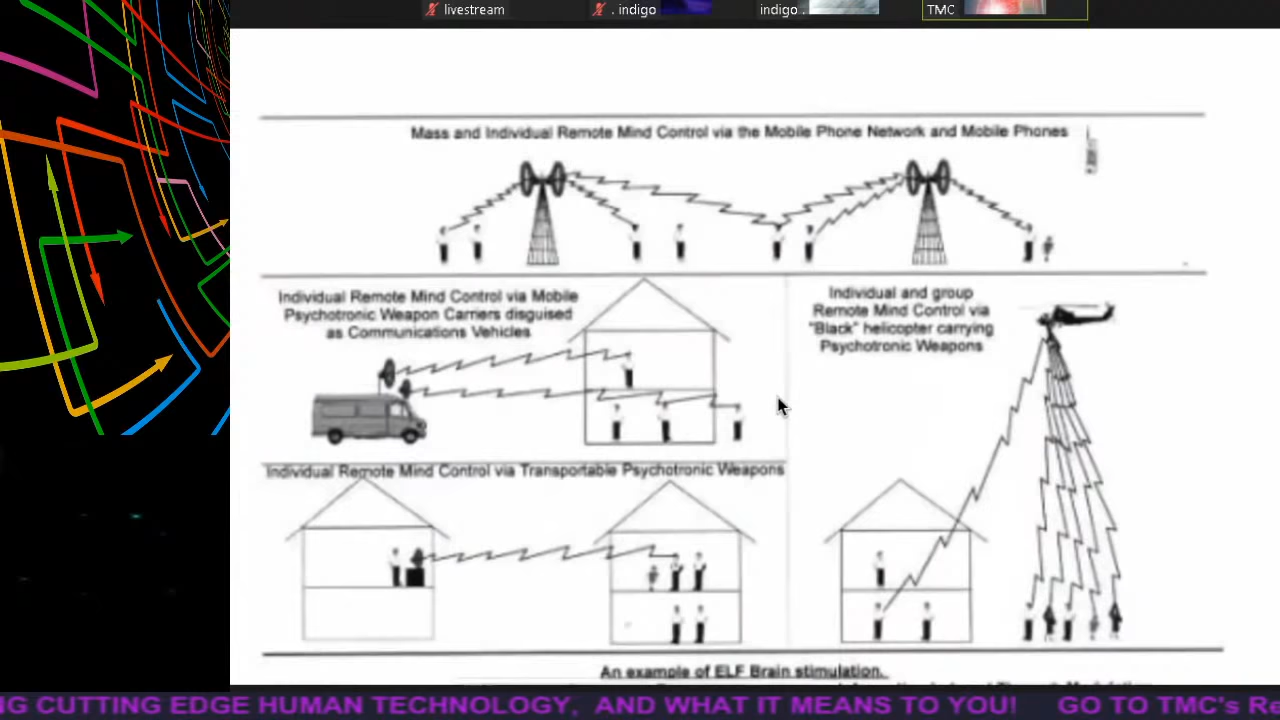 livestream
. indigo
indigo .
TMC
Mass and Individual Remote Mind Control via the Mobile Phone Network and Mobile Phones
Individual Remote Mind Control via Mobile
Psychotronic Weapon Carriers disguised
as Communications Vehicles
Individual and group
Remote Mind Control via
"Black" helicopter carrying
Psychotronic Weapons
Individual Remote Mind Control via Transportable Psychotronic Weapons
An example of ELF Brain stimulation.
NG CUTTING EDGE HUMAN TECHNOLOGY, AND WHAT IT MEANS TO YOU! GO TO TMC's Re